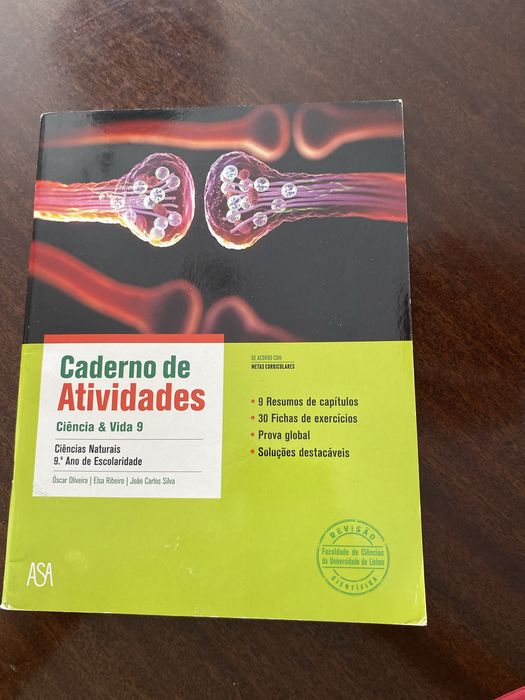 Caderno de
Atividades
Ciência & Vida 9
Ciências Naturais
9.º Ano de Escolaridade
Óscar Oliveira | Elsa Ribeiro | João Carlos Silva
DE ACORDO COM
METAS CURRICULARES
• 9 Resumos de capítulos
• 30 Fichas de exercícios
• Prova global
• Soluções destacáveis
REVISÃO
Faculdade de Ciências
da Universidade de Lisboa
CIENTÍFICA
ASA